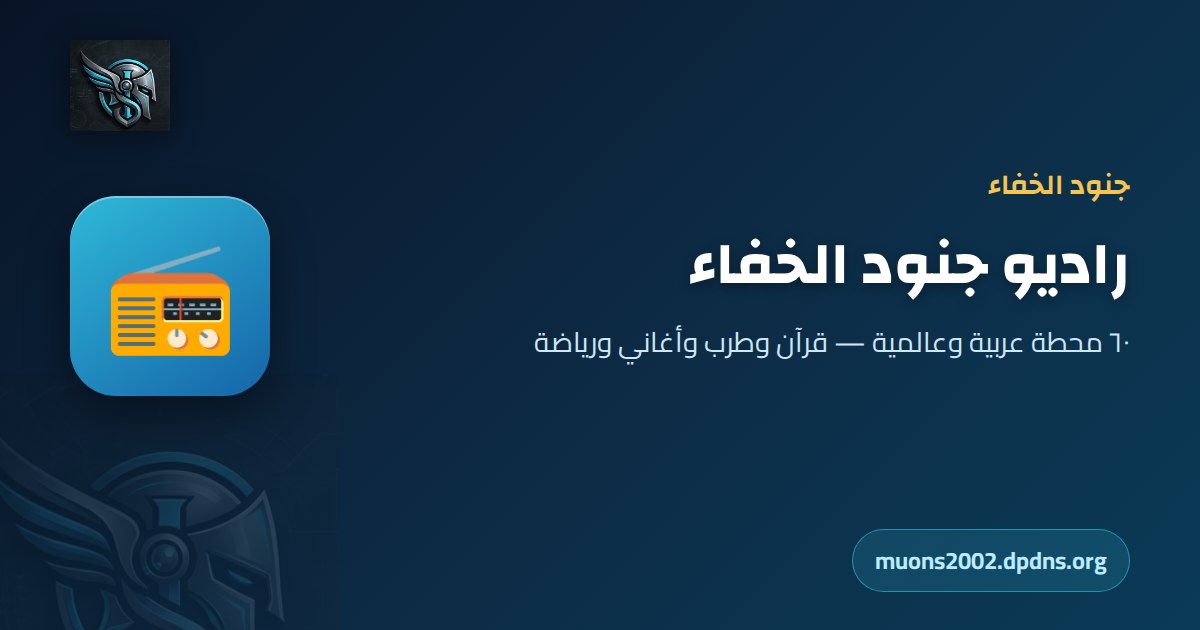 جنود الخفاء
راديو جنود الخفاء
٦٠ محطة عربية وعالمية — قرآن وطرب وأغاني ورياضة
muons2002.dpdns.org